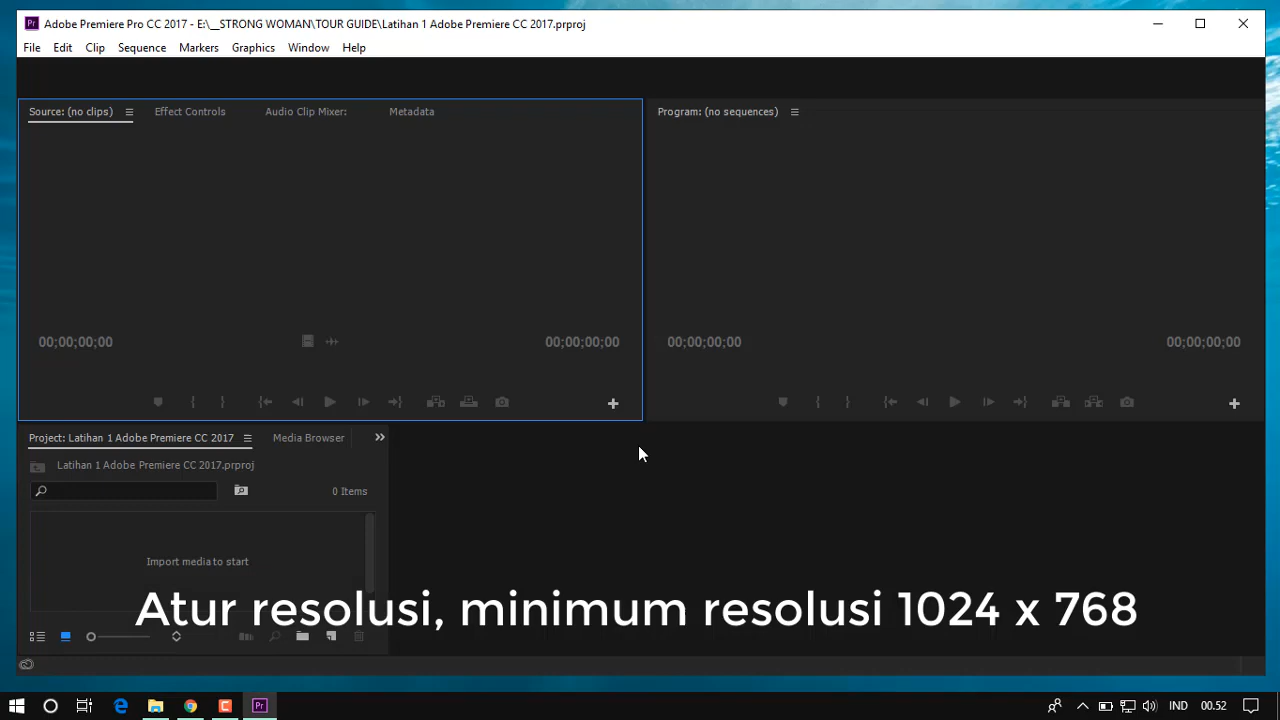 Pr Adobe Premiere Pro CC 2017 - E:\__STRONG WOMAN\TOUR GUIDE\Latihan 1 Adobe Premiere CC 2017.prproj
File Edit Clip Sequence Markers Graphics Window Help
Source: (no clips) Effect Controls Audio Clip Mixer: Metadata
Program: (no sequences)
00;00;00;00 00;00;00;00
00;00;00;00 00;00;00;00
Project: Latihan 1 Adobe Premiere CC 2017 Media Browser
Latihan 1 Adobe Premiere CC 2017.prproj
0 Items
Import media to start
Atur resolusi, minimum resolusi 1024 x 768
Pr
IND 00.52